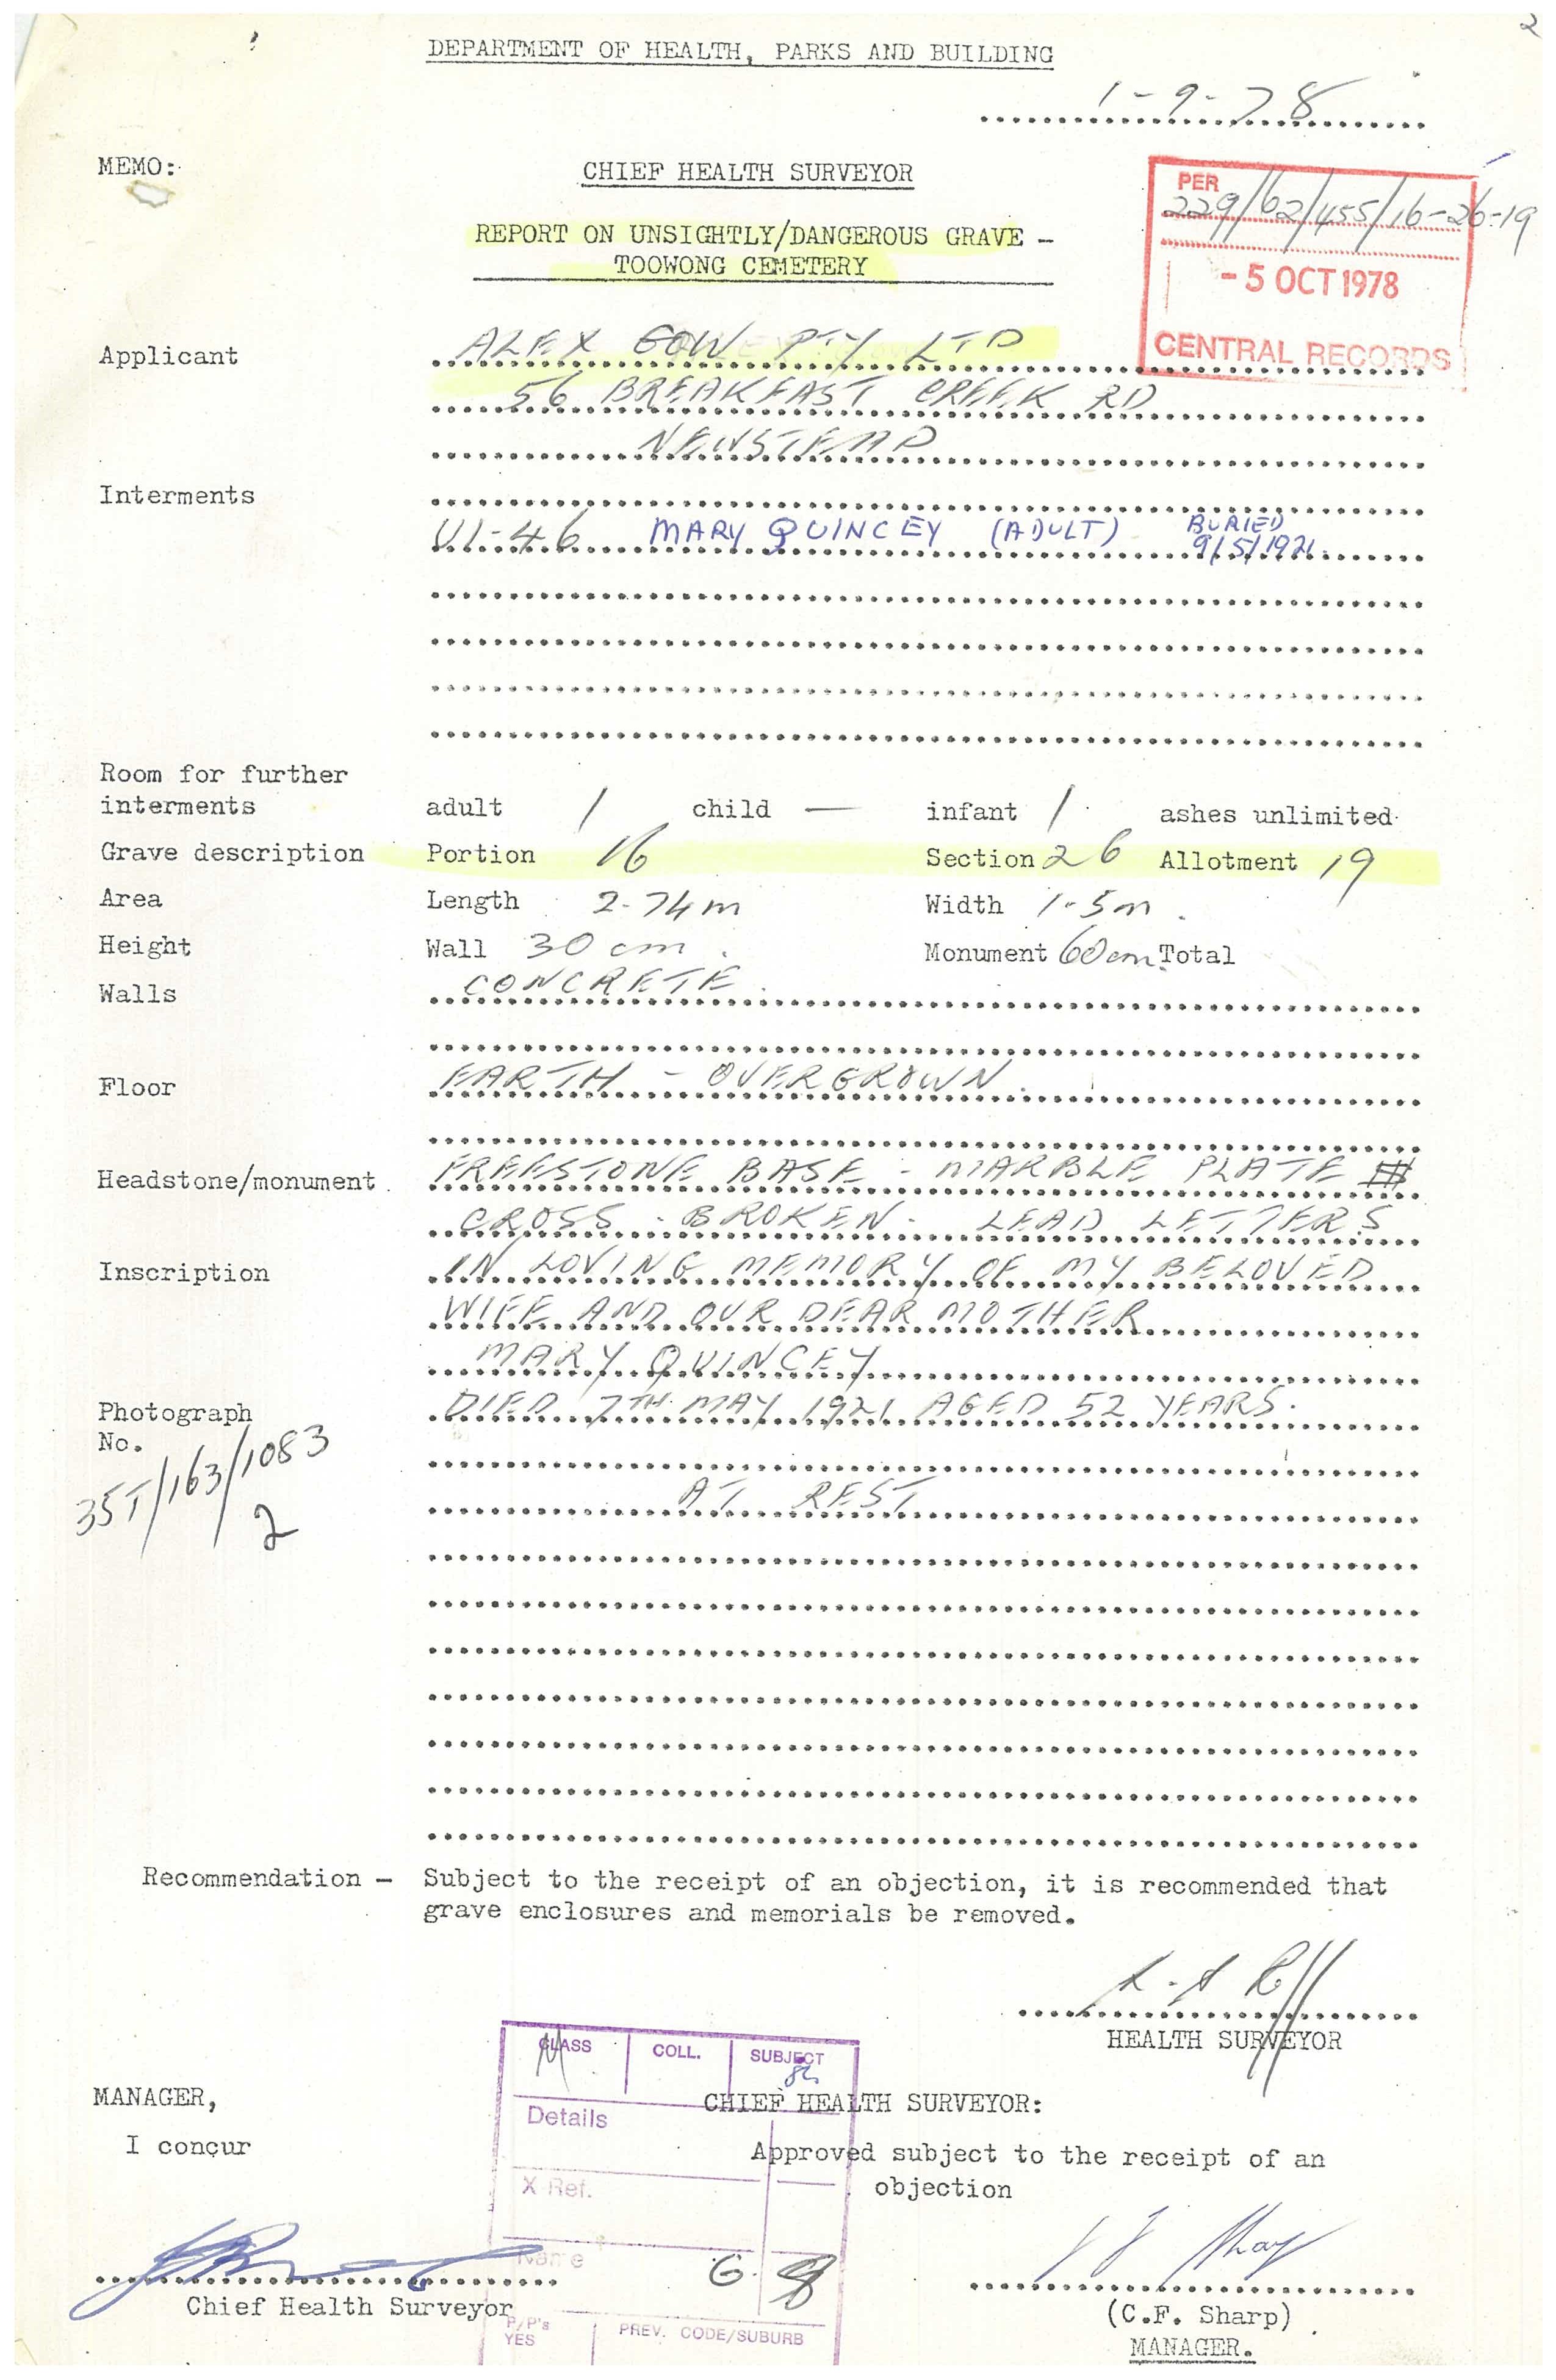 2
DEPARTMENT OF HEALTH, PARKS AND BUILDING
1-9-78
MEMO:
CHIEF HEALTH SURVEYOR
PER
229/62/455/16-26-19
REPORT ON UNSIGHTLY/DANGEROUS GRAVE -
TOOWONG CEMETERY
- 5 OCT 1978
CENTRAL RECORDS
Applicant ALEX GOW PTY LTD
56 BREAKFAST CREEK RD
NEWSTEAD
Interments
V1-46 MARY QUINCEY (ADULT) BURIED 9/5/1921.
Room for further
interments adult 1 child — infant 1 ashes unlimited
Grave description Portion 16 Section 26 Allotment 19
Area Length 2-74m Width 1-5m.
Height Wall 30 cm. Monument 60cm Total
Walls CONCRETE.
Floor EARTH - OVERGROWN.
Headstone/monument FREESTONE BASE - MARBLE PLATE #
CROSS - BROKEN - LEAD LETTERS
Inscription IN LOVING MEMORY OF MY BELOVED
WIFE AND OUR DEAR MOTHER
MARY QUINCEY
Photograph DIED 7TH MAY 1921 AGED 52 YEARS.
No.
35T/163/1083
2
AT REST
Recommendation - Subject to the receipt of an objection, it is recommended that
grave enclosures and memorials be removed.
HEALTH SURVEYOR
CLASS COLL. SUBJECT
MANAGER,
CHIEF HEALTH SURVEYOR:
Details
I concur
Approved subject to the receipt of an
objection
X Ref.
Name
G.
Chief Health Surveyor
(C.F. Sharp)
MANAGER.
P/P's
YES
PREV. CODE/SUBURB